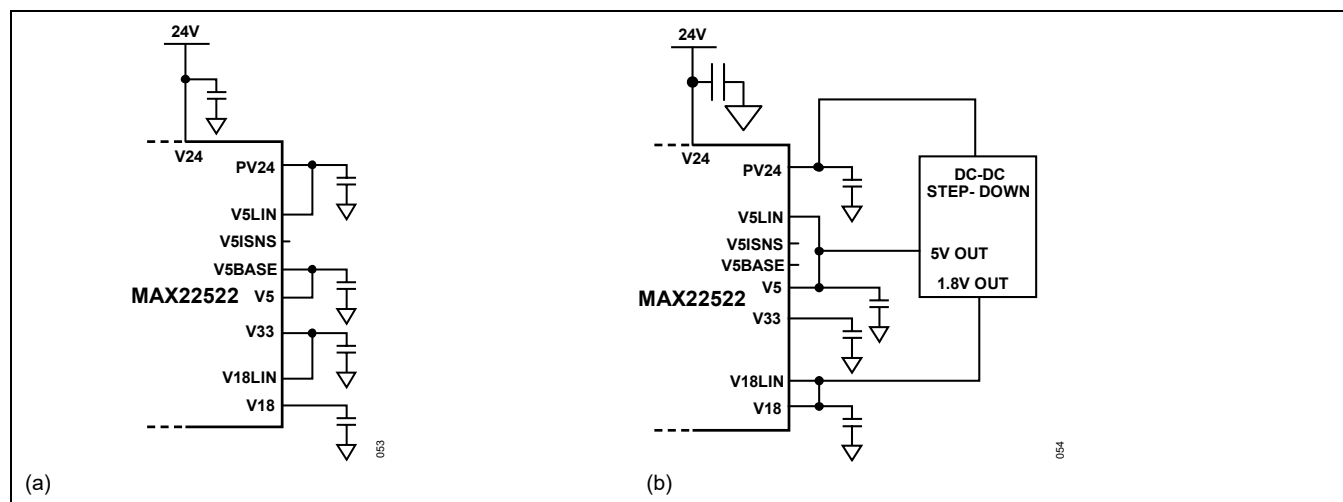 24V
V24
PV24
V5LIN
V5ISNS
V5BASE
MAX22522
V5
V33
V18LIN
V18
053
(a)
24V
V24
PV24
DC-DC
STEP- DOWN
V5LIN
V5ISNS
5V OUT
V5BASE
1.8V OUT
MAX22522
V5
V33
V18LIN
V18
054
(b)